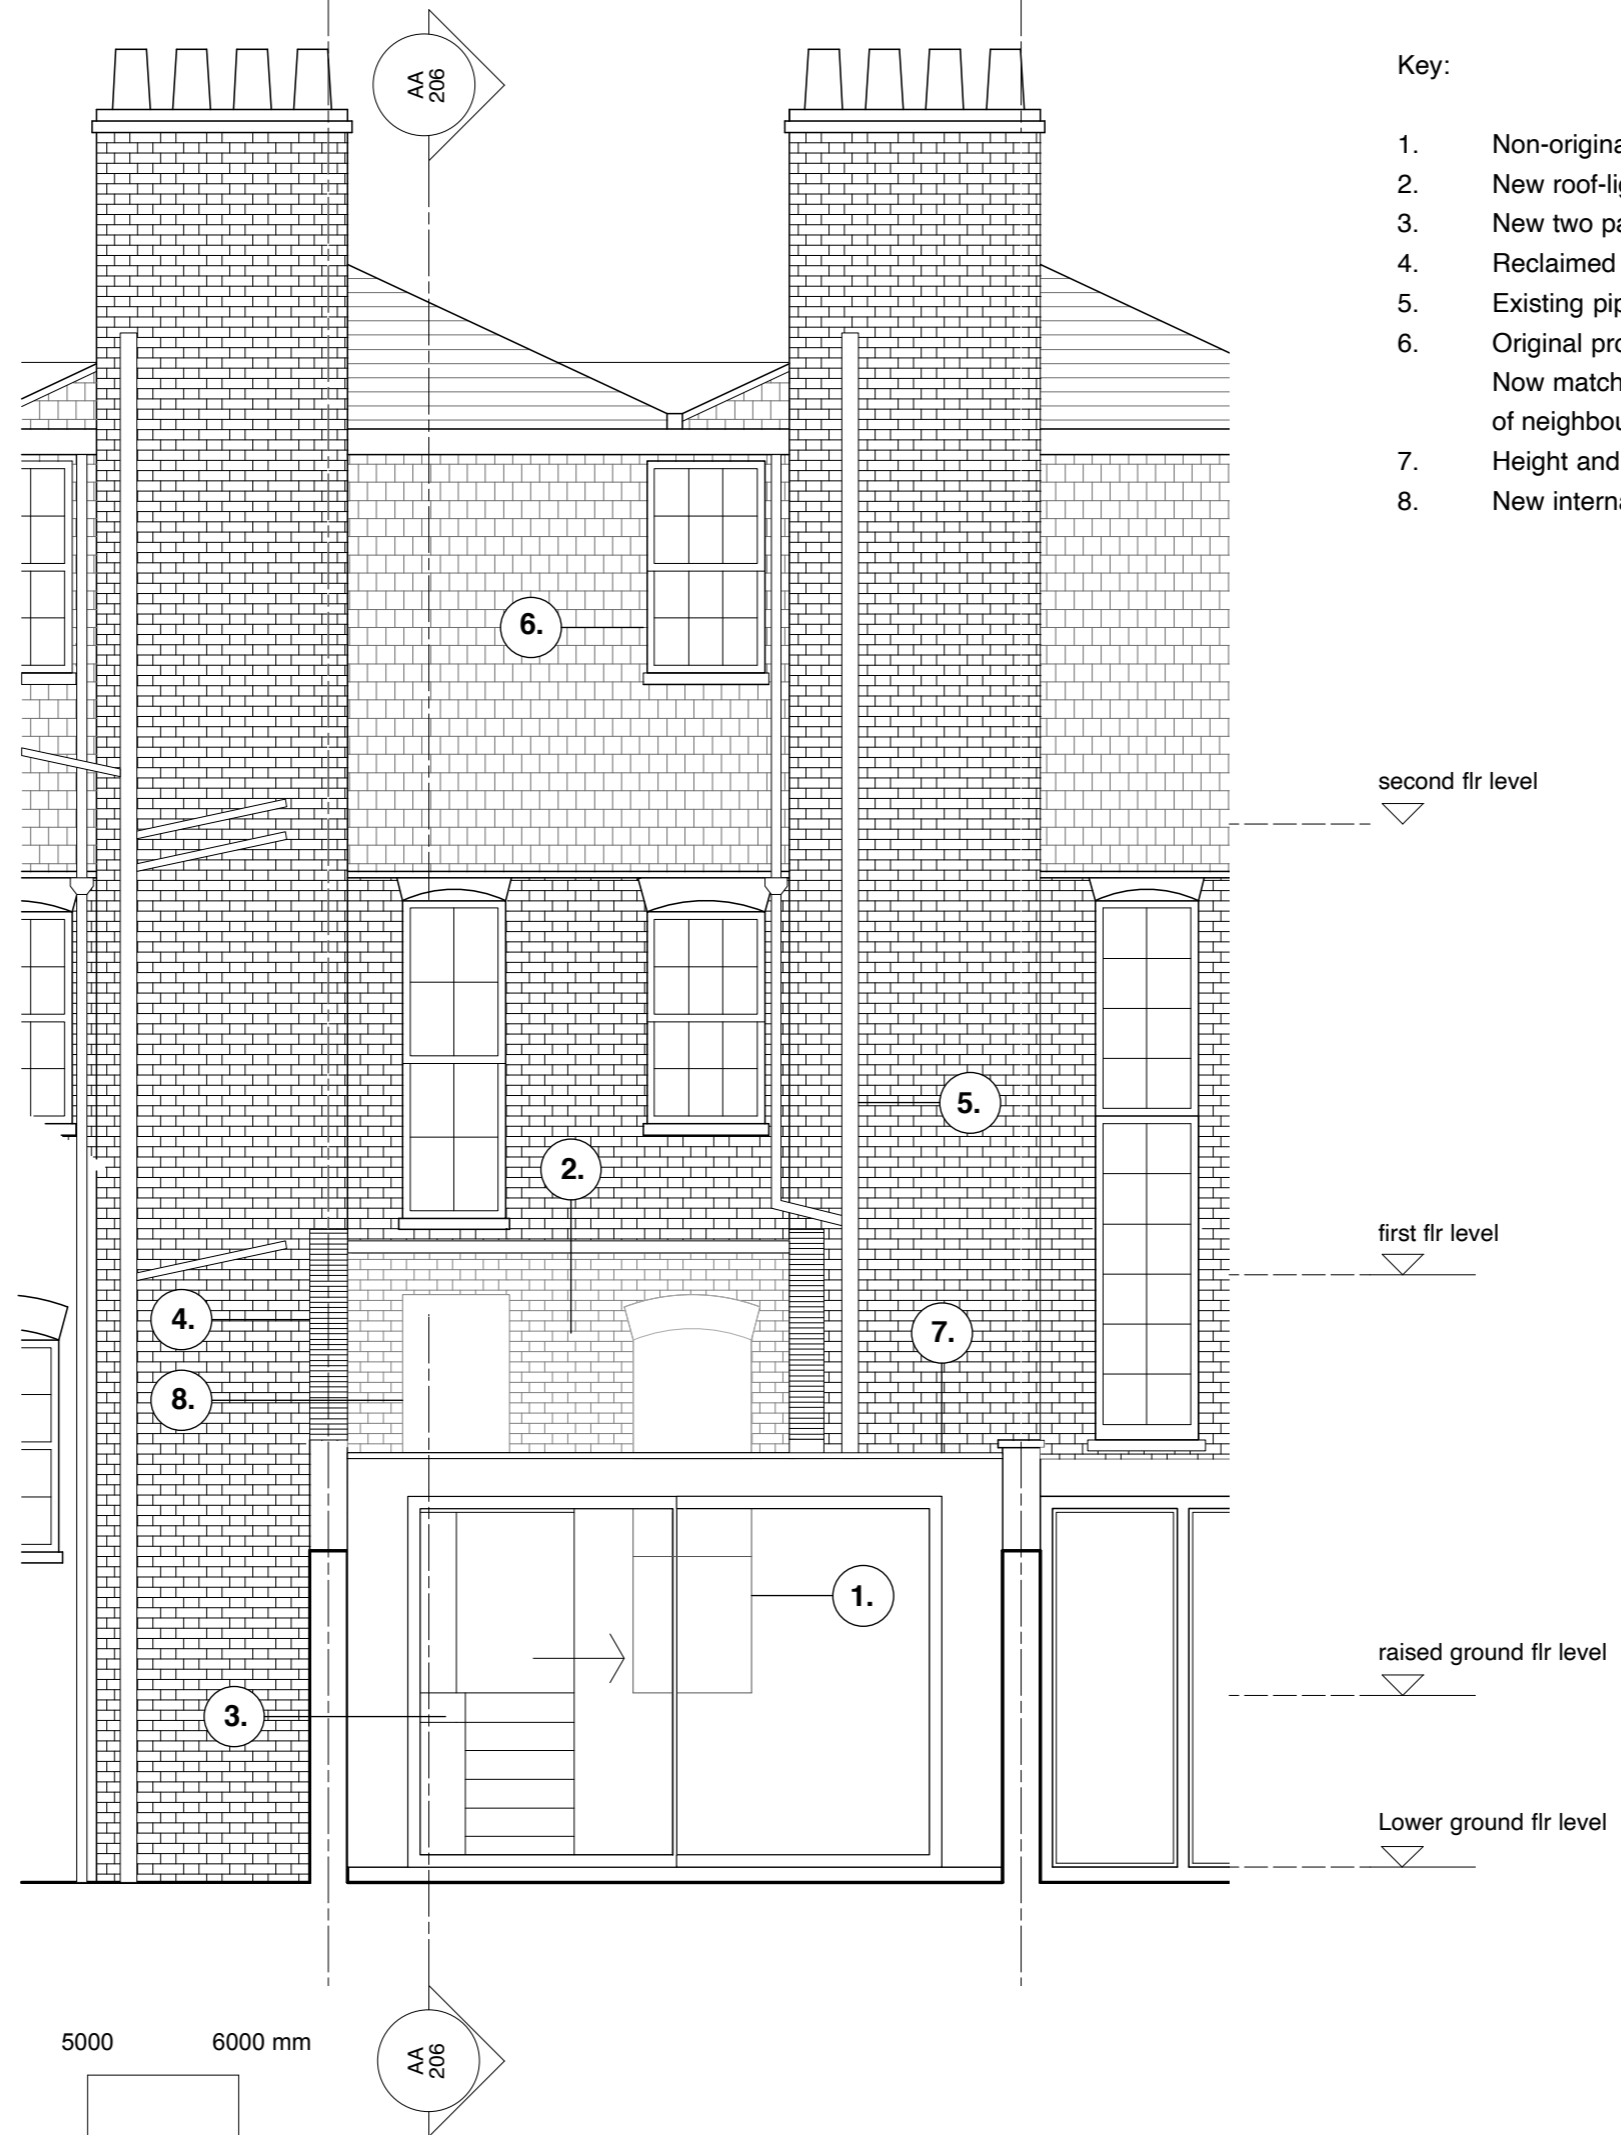 AA
206
Key:
1. Non-origina
2. New roof-lig
3. New two pa
4. Reclaimed
5. Existing pip
6. Original pro
Now match
of neighbou
7. Height and
8. New interna
6.
second flr level
5.
2.
first flr level
4.
7.
8.
1.
raised ground flr level
3.
Lower ground flr level
5000 6000 mm
AA
206